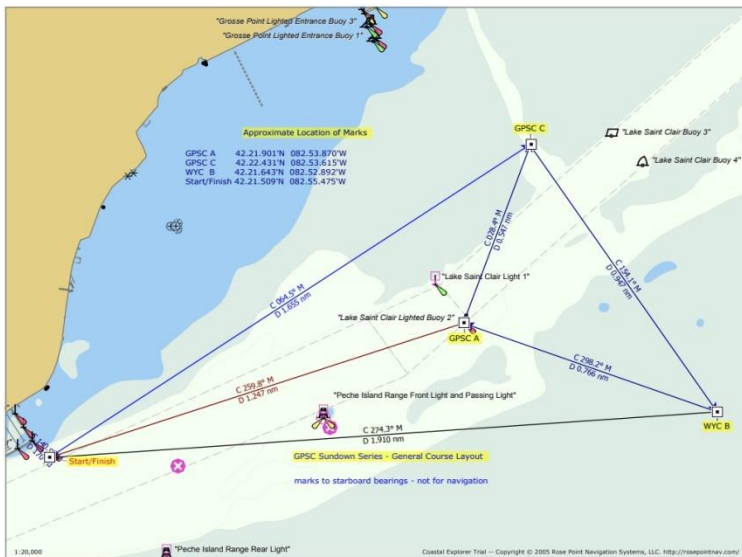 "Grosse Point Lighted Entrance Buoy 3"
"Grosse Point Lighted Entrance Buoy 1"
Approximate Location of Marks
GPSC A 42.21.901'N 082.53.870'W
GPSC C 42.22.431'N 082.53.615'W
WYC B 42.21.643'N 082.52.892'W
Start/Finish 42.21.509'N 082.55.475'W
GPSC C
"Lake Saint Clair Buoy 3"
"Lake Saint Clair Buoy 4"
C 028.4° M
D 0.547 nm
C 154.1° M
D 0.947 nm
C 064.5° M
D 1.655 nm
"Lake Saint Clair Light 1"
"Lake Saint Clair Lighted Buoy 2"
GPSC A
C 298.2° M
D 0.766 nm
C 259.8° M
D 1.247 nm
"Peche Island Range Front Light and Passing Light"
C 274.3° M
D 1.910 nm
WYC B
Start/Finish
GPSC Sundown Series - General Course Layout
marks to starboard bearings - not for navigation
1:20,000
"Peche Island Range Rear Light"
Coastal Explorer Trial -- Copyright © 2005 Rose Point Navigation Systems, LLC. http://rosepointnav.com/